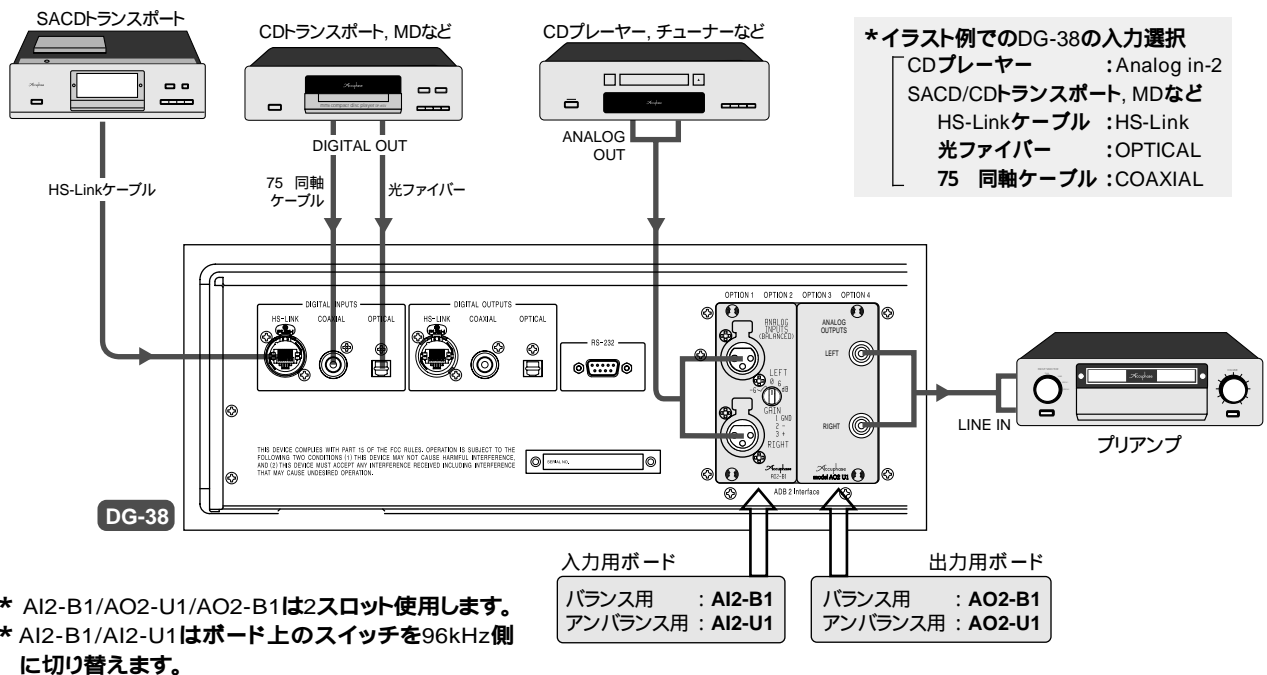 SACDトランスポート
CDトランスポート, MDなど
CDプレーヤー, チューナーなど
*イラスト例でのDG-38の入力選択
CDプレーヤー :Analog in-2
SACD/CDトランスポート, MDなど
HS-Linkケーブル :HS-Link
光ファイバー :OPTICAL
75 同軸ケーブル :COAXIAL
Accuphase
Accuphase
Accuphase
DIGITAL OUT
ANALOG
OUT
HS-Linkケーブル
75 同軸
ケーブル
光ファイバー
DIGITAL INPUTS
HS-LINK COAXIAL OPTICAL
DIGITAL OUTPUTS
HS-LINK COAXIAL OPTICAL
RS-232
OPTION 1 OPTION 2 OPTION 3 OPTION 4
ANALOG
INPUTS
(BALANCED)
LEFT
0 6
-6 dB
GAIN
1 GND
2 -
3 +
RIGHT
Accuphase
ANALOG
OUTPUTS
LEFT
RIGHT
Accuphase
model AO2 U1
ADB 2 Interface
THIS DEVICE COMPLIES WITH PART 15 OF THE FCC RULES. OPERATION IS SUBJECT TO THE
FOLLOWING TWO CONDITIONS (1) THIS DEVICE MAY NOT CAUSE HARMFUL INTERFERENCE,
AND (2) THIS DEVICE MUST ACCEPT ANY INTERFERENCE RECEIVED INCLUDING INTERFERENCE
THAT MAY CAUSE UNDESIRED OPERATION.
SERIAL NO.
DG-38
Accuphase
LINE IN
プリアンプ
入力用ボード
バランス用 : AI2-B1
アンバランス用 : AI2-U1
出力用ボード
バランス用 : AO2-B1
アンバランス用 : AO2-U1
* AI2-B1/AO2-U1/AO2-B1は2スロット使用します。
* AI2-B1/AI2-U1はボード上のスイッチを96kHz側
に切り替えます。